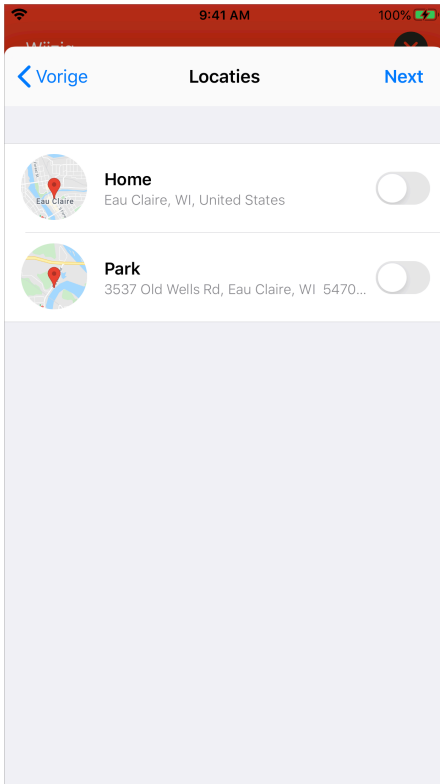 9:41 AM
100%
Vorige
Locaties
Next
Home
Eau Claire, WI, United States
Eau Claire
Park
3537 Old Wells Rd, Eau Claire, WI 5470...